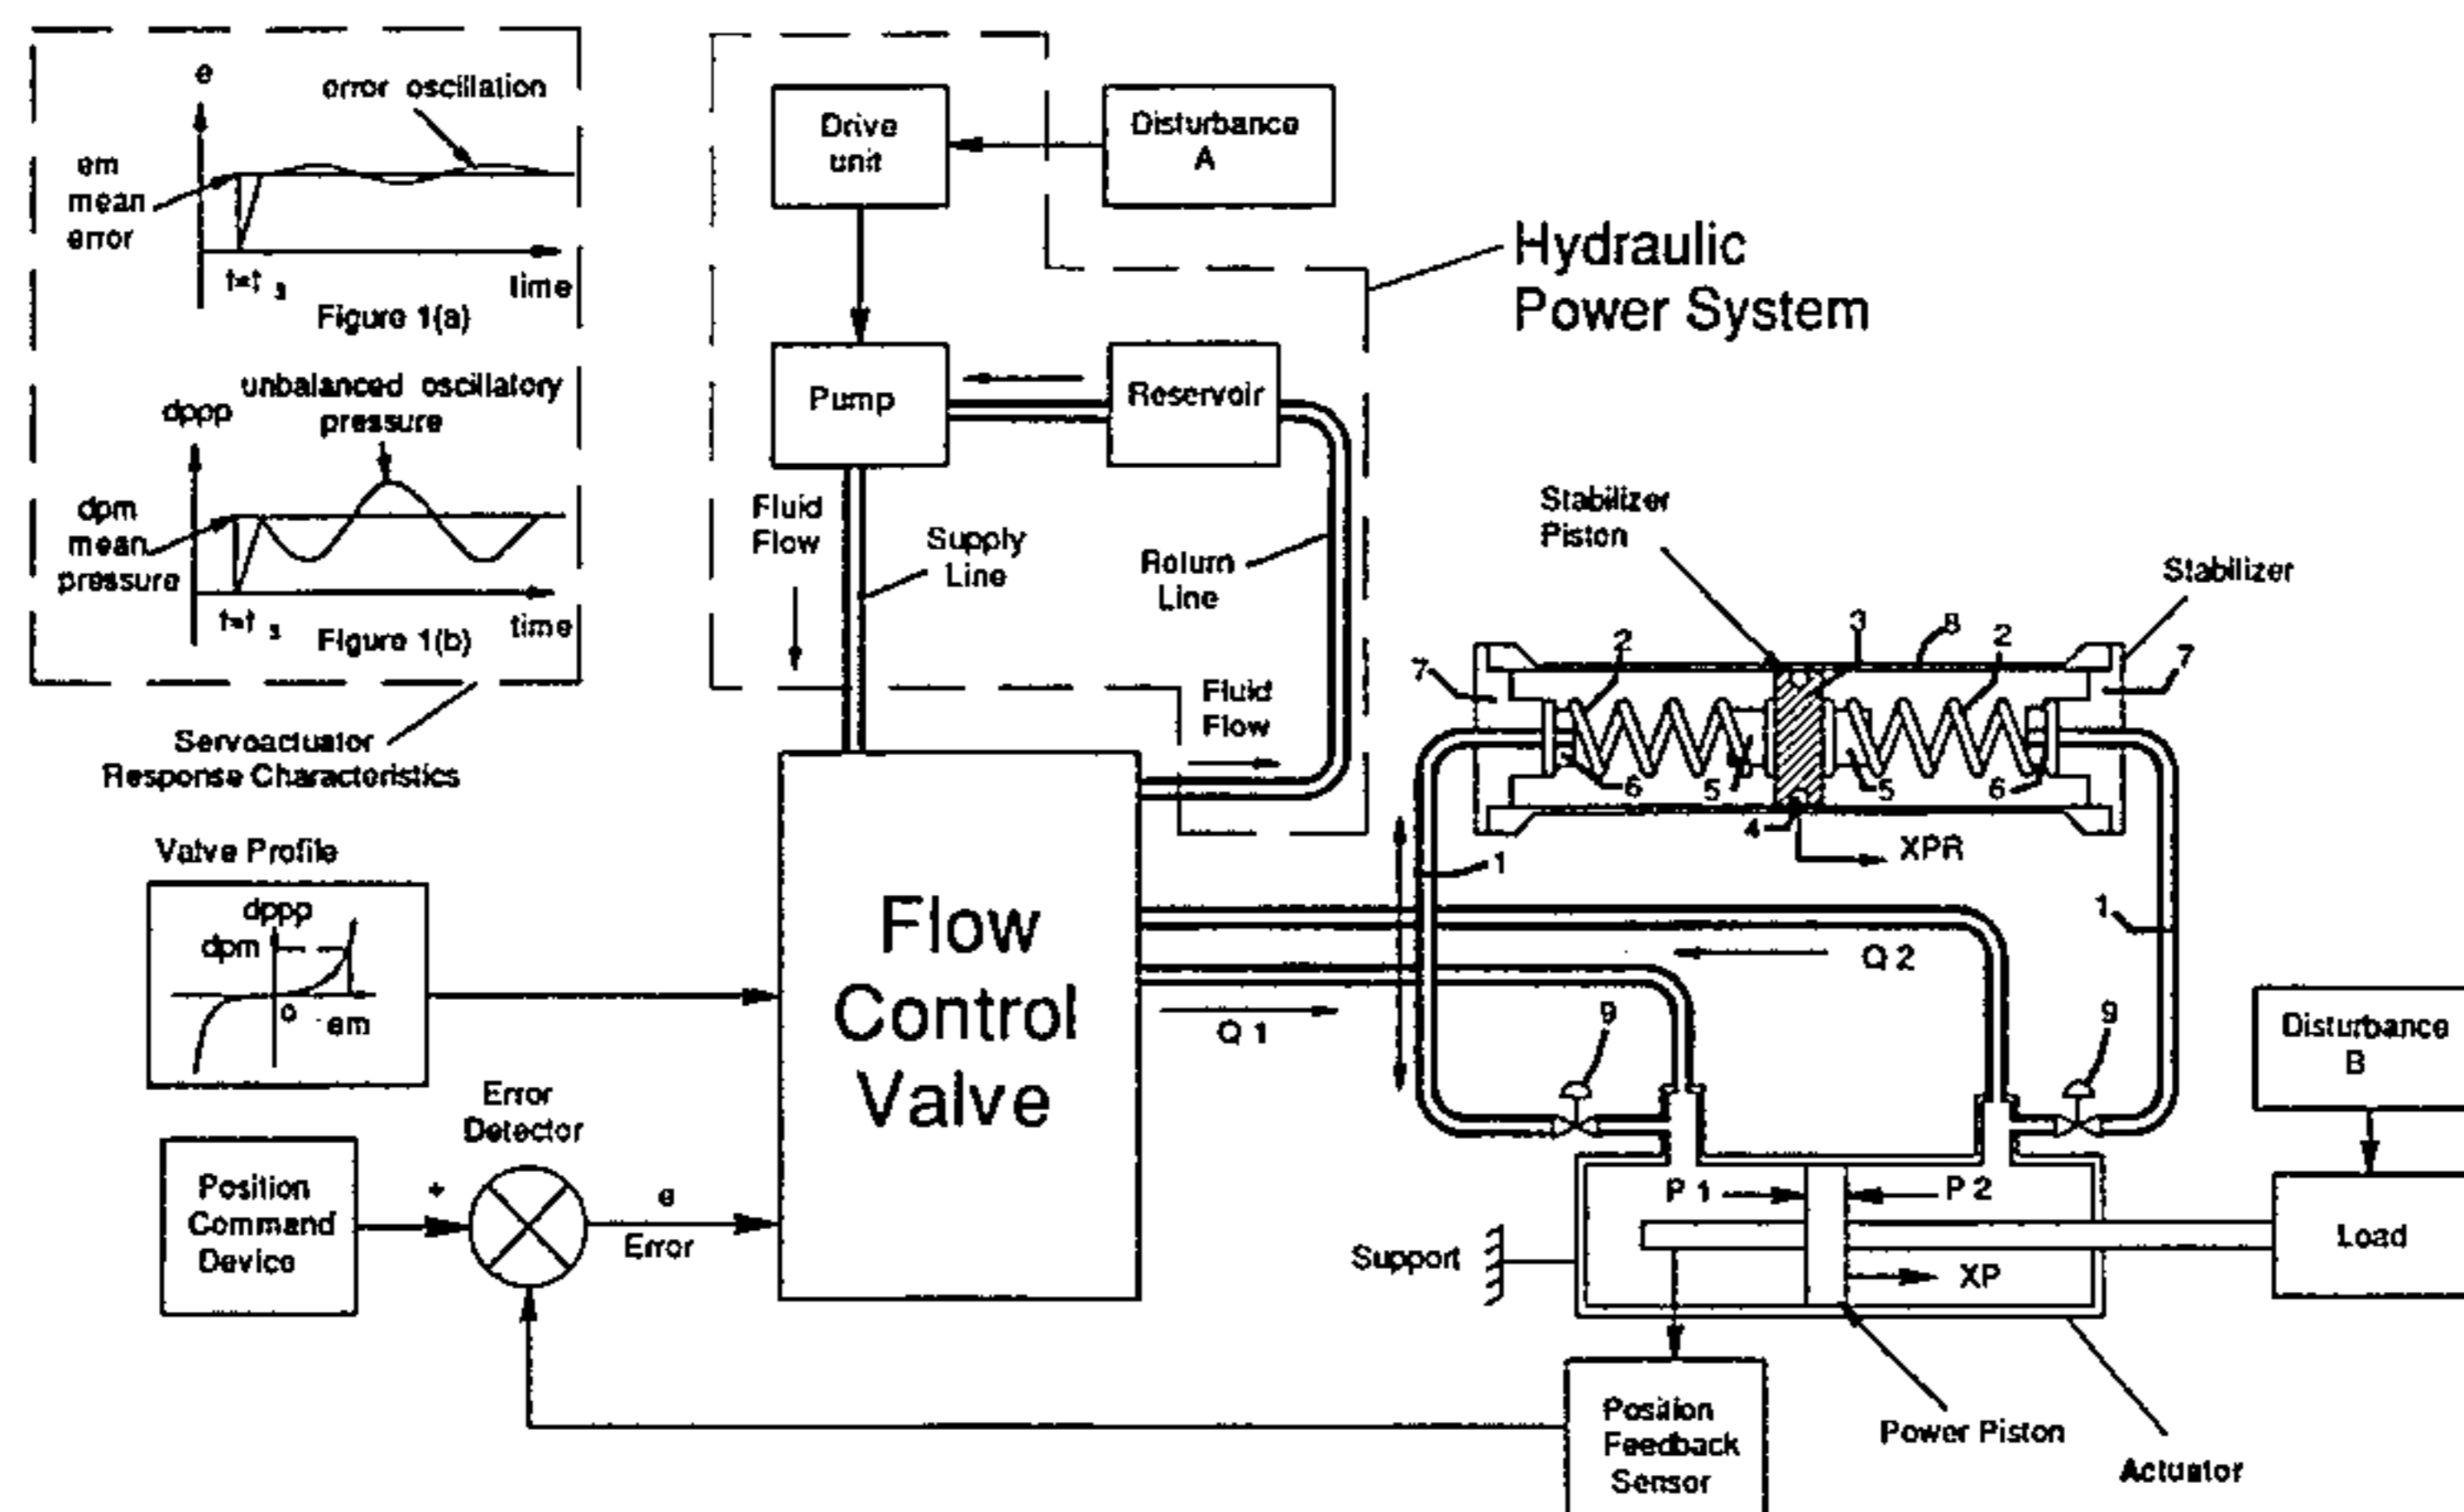 e
error oscillation
em
mean
error
t=t s
time
Figure 1(a)
unbalanced oscillatory
pressure
dppp
dpm
mean
pressure
t=t s
time
Figure 1(b)
Servoactuator
Response Characteristics
Drive
unit
Disturbance
A
Hydraulic
Power System
Pump
Reservoir
Fluid
Flow
Supply
Line
Return
Line
Fluid
Flow
Stabilizer
Piston
Stabilizer
2
3
8
2
7
7
6
5
5
6
4
XPR
1
1
Valve Profile
dppp
dpm
o
em
Flow
Control
Valve
Q 2
Q 1
9
9
Disturbance
B
Error
Detector
Position
Command
Device
+
e
Error
P 1
P 2
Support
XP
Load
Position
Feedback
Sensor
Power Piston
Actuator